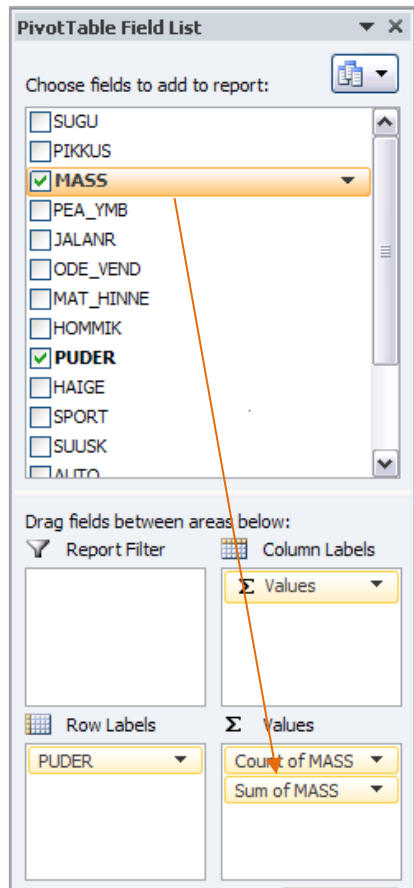 PivotTable Field List
Choose fields to add to report:
SUGU
PIKKUS
MASS
PEA_YMB
JALANR
ODE_VEND
MAT_HINNE
HOMMIK
PUDER
HAIGE
SPORT
SUUSK
AUTO
Drag fields between areas below:
Report Filter
Column Labels
Σ Values
Row Labels
Σ Values
PUDER
Count of MASS
Sum of MASS